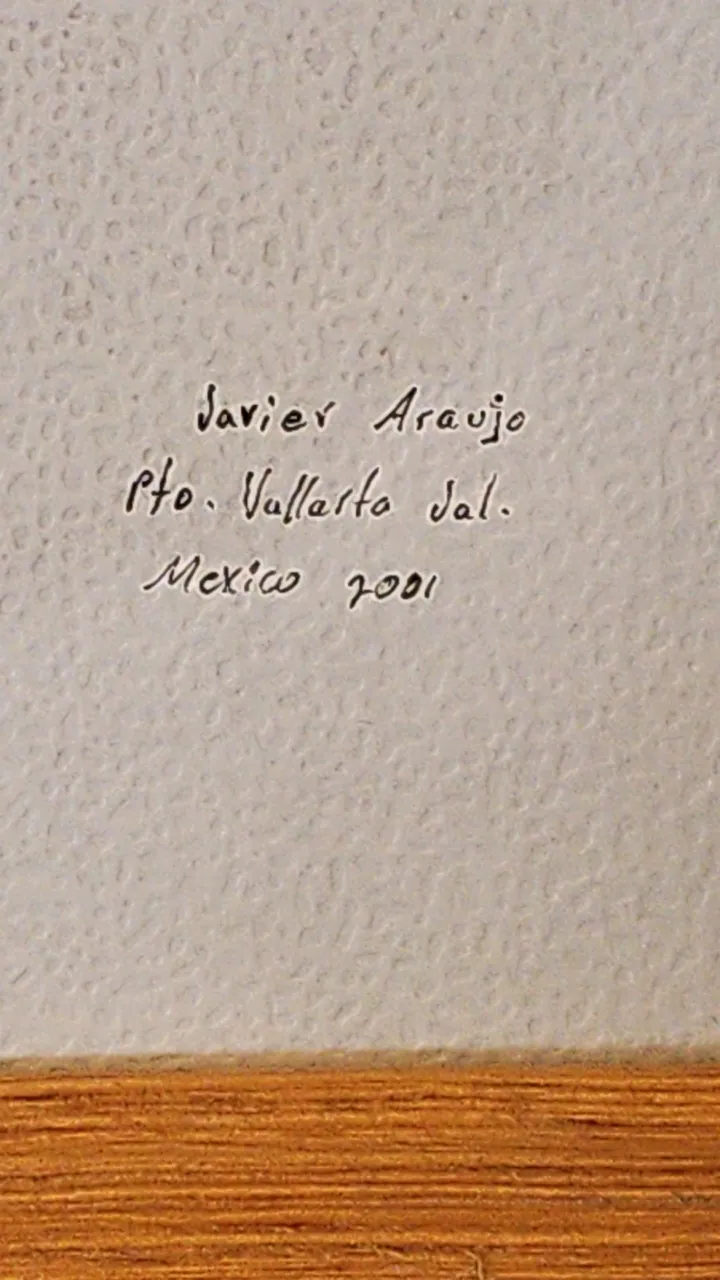 Javier Araujo
Pto. Vallarta Jal.
Mexico 2001